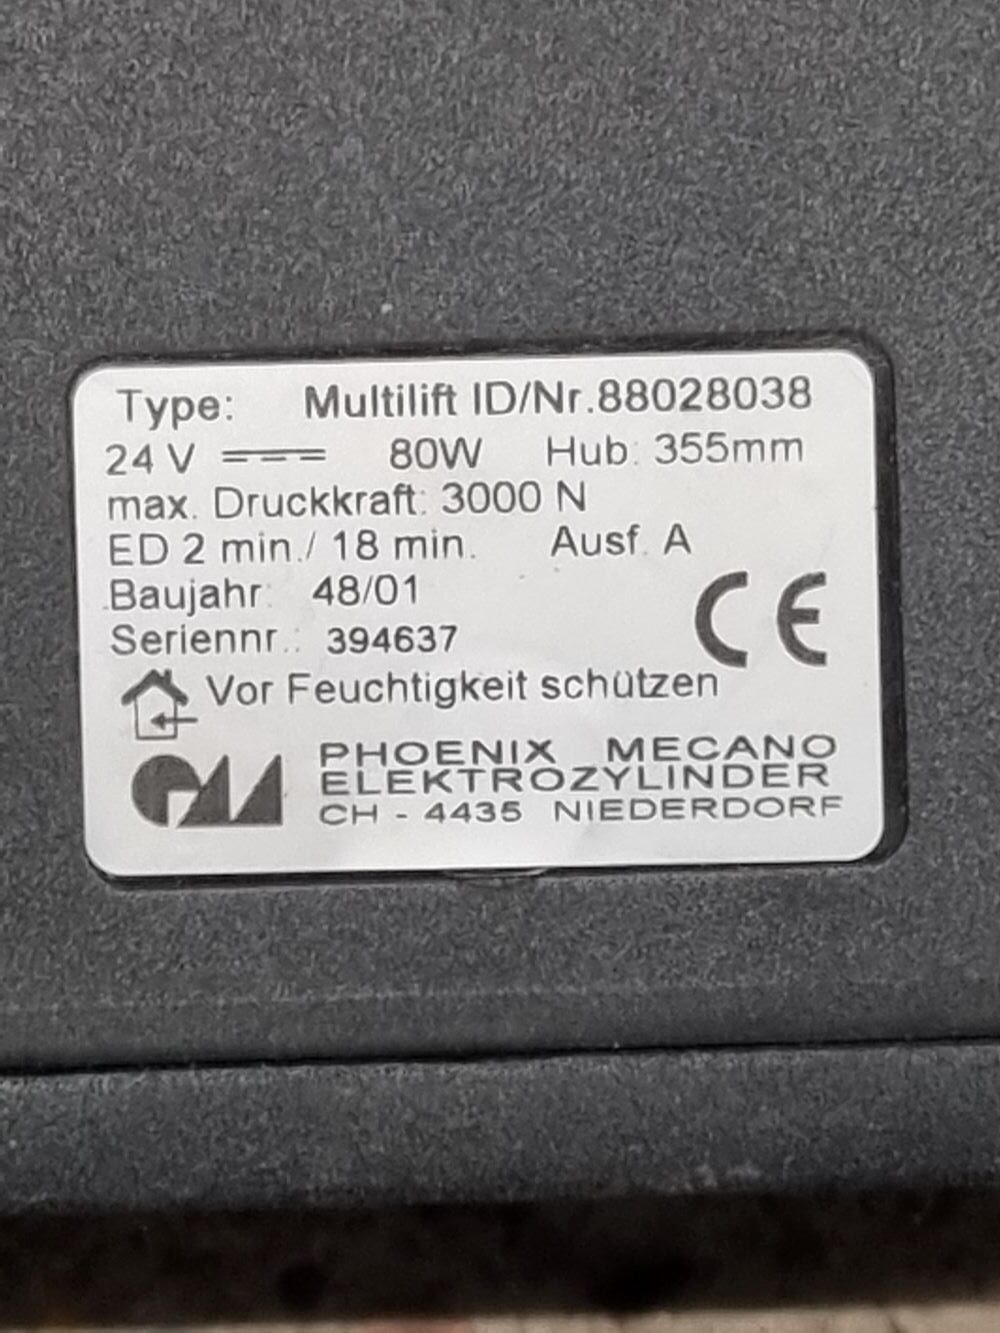 Type: Multilift ID/Nr.88028038
24 V 80W Hub: 355mm
max. Druckkraft: 3000 N
ED 2 min./ 18 min. Ausf. A
Baujahr: 48/01
Seriennr.: 394637
CE
Vor Feuchtigkeit schützen
PHOENIX MECANO
ELEKTROZYLINDER
CH - 4435 NIEDERDORF